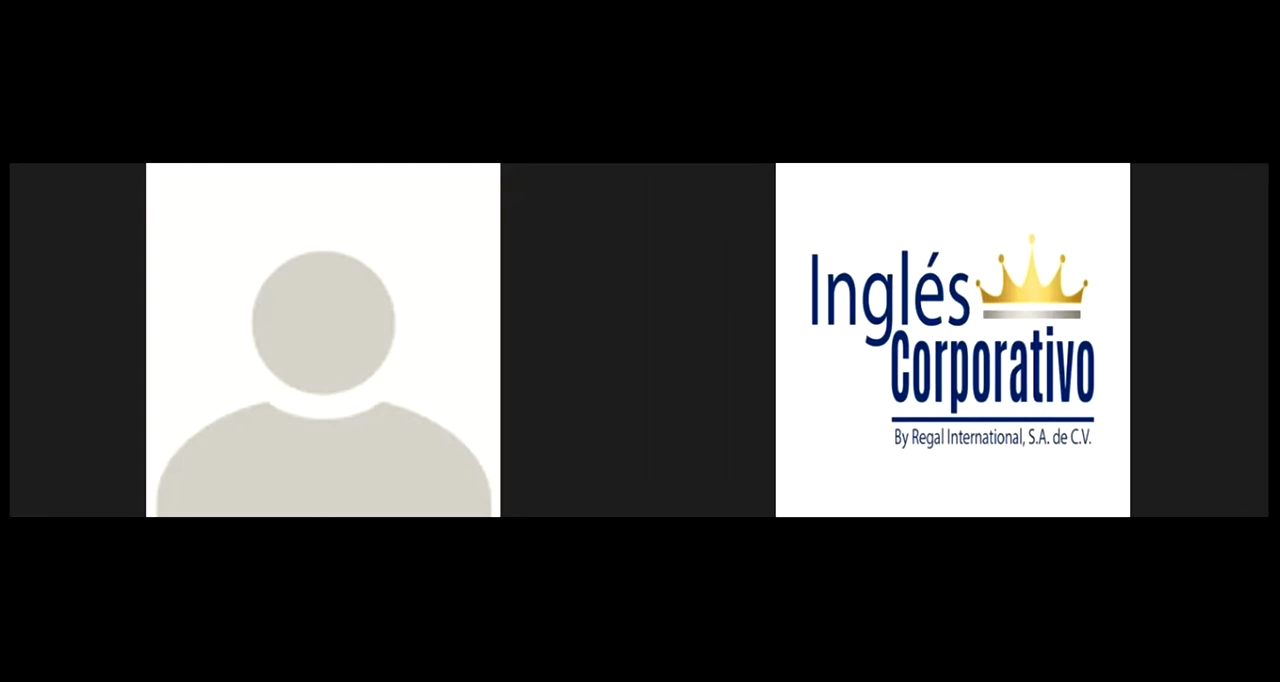 Inglés
Corporativo
By Regal International, S.A. de C.V.